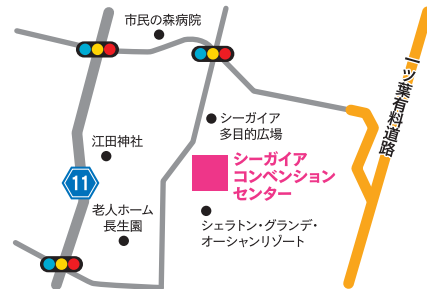 市民の森病院
一ッ葉有料道路
シーガイア
多目的広場
江田神社
シーガイア
コンベンション
センター
11
老人ホーム
長生園
シェラトン・グランデ・
オーシャンリゾート